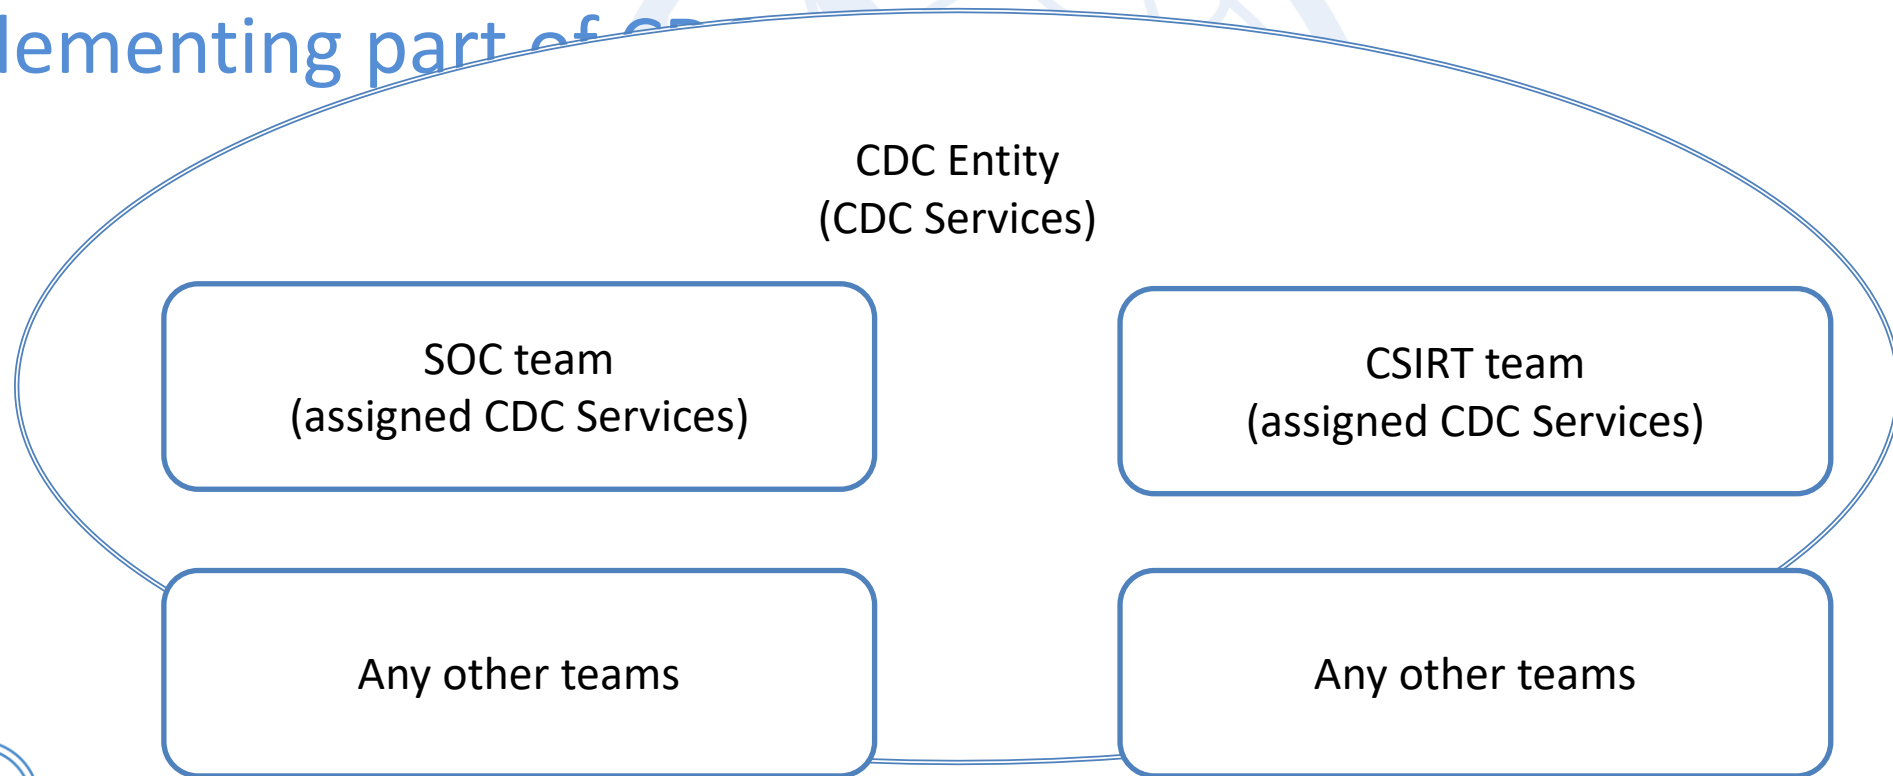 lementing part of
CDC Entity
(CDC Services)
SOC team
(assigned CDC Services)
CSIRT team
(assigned CDC Services)
Any other teams
Any other teams